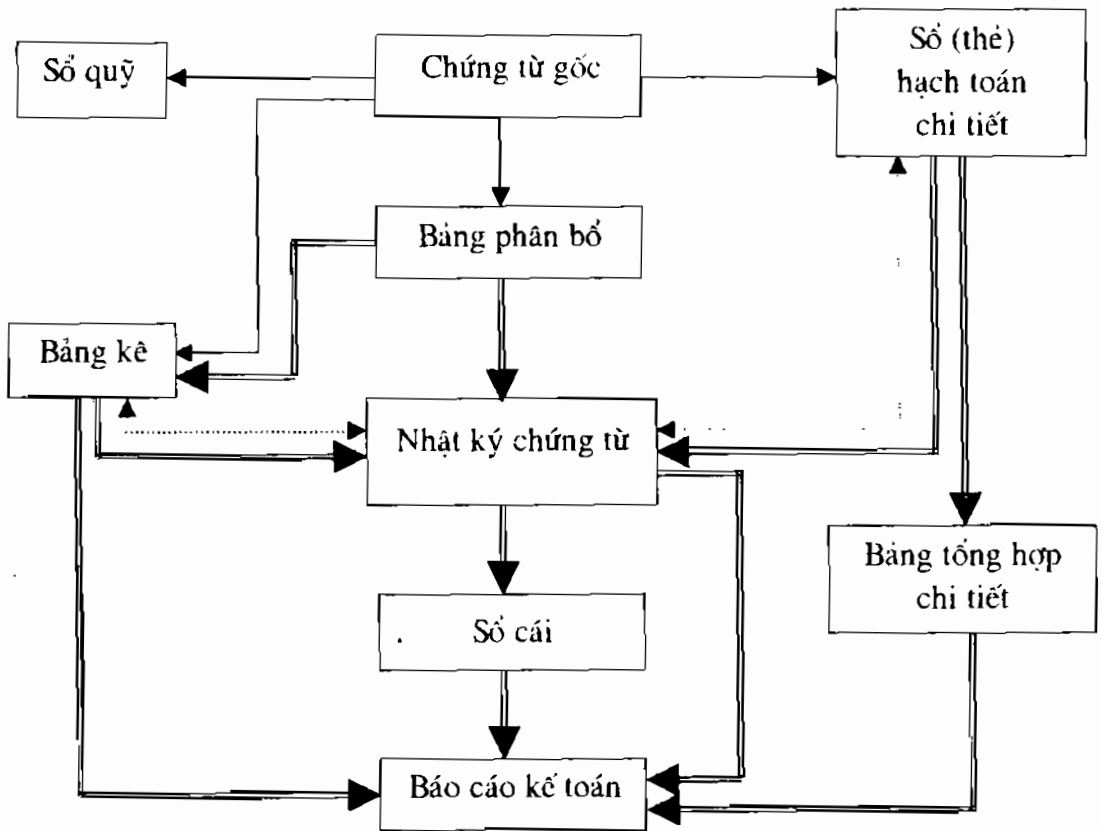 Sổ quỹ
Chứng từ gốc
Sổ (thẻ)
hạch toán
chi tiết
Bảng phân bổ
Bảng kê
Nhật ký chứng từ
Bảng tổng hợp
chi tiết
Sổ cái
Báo cáo kế toán